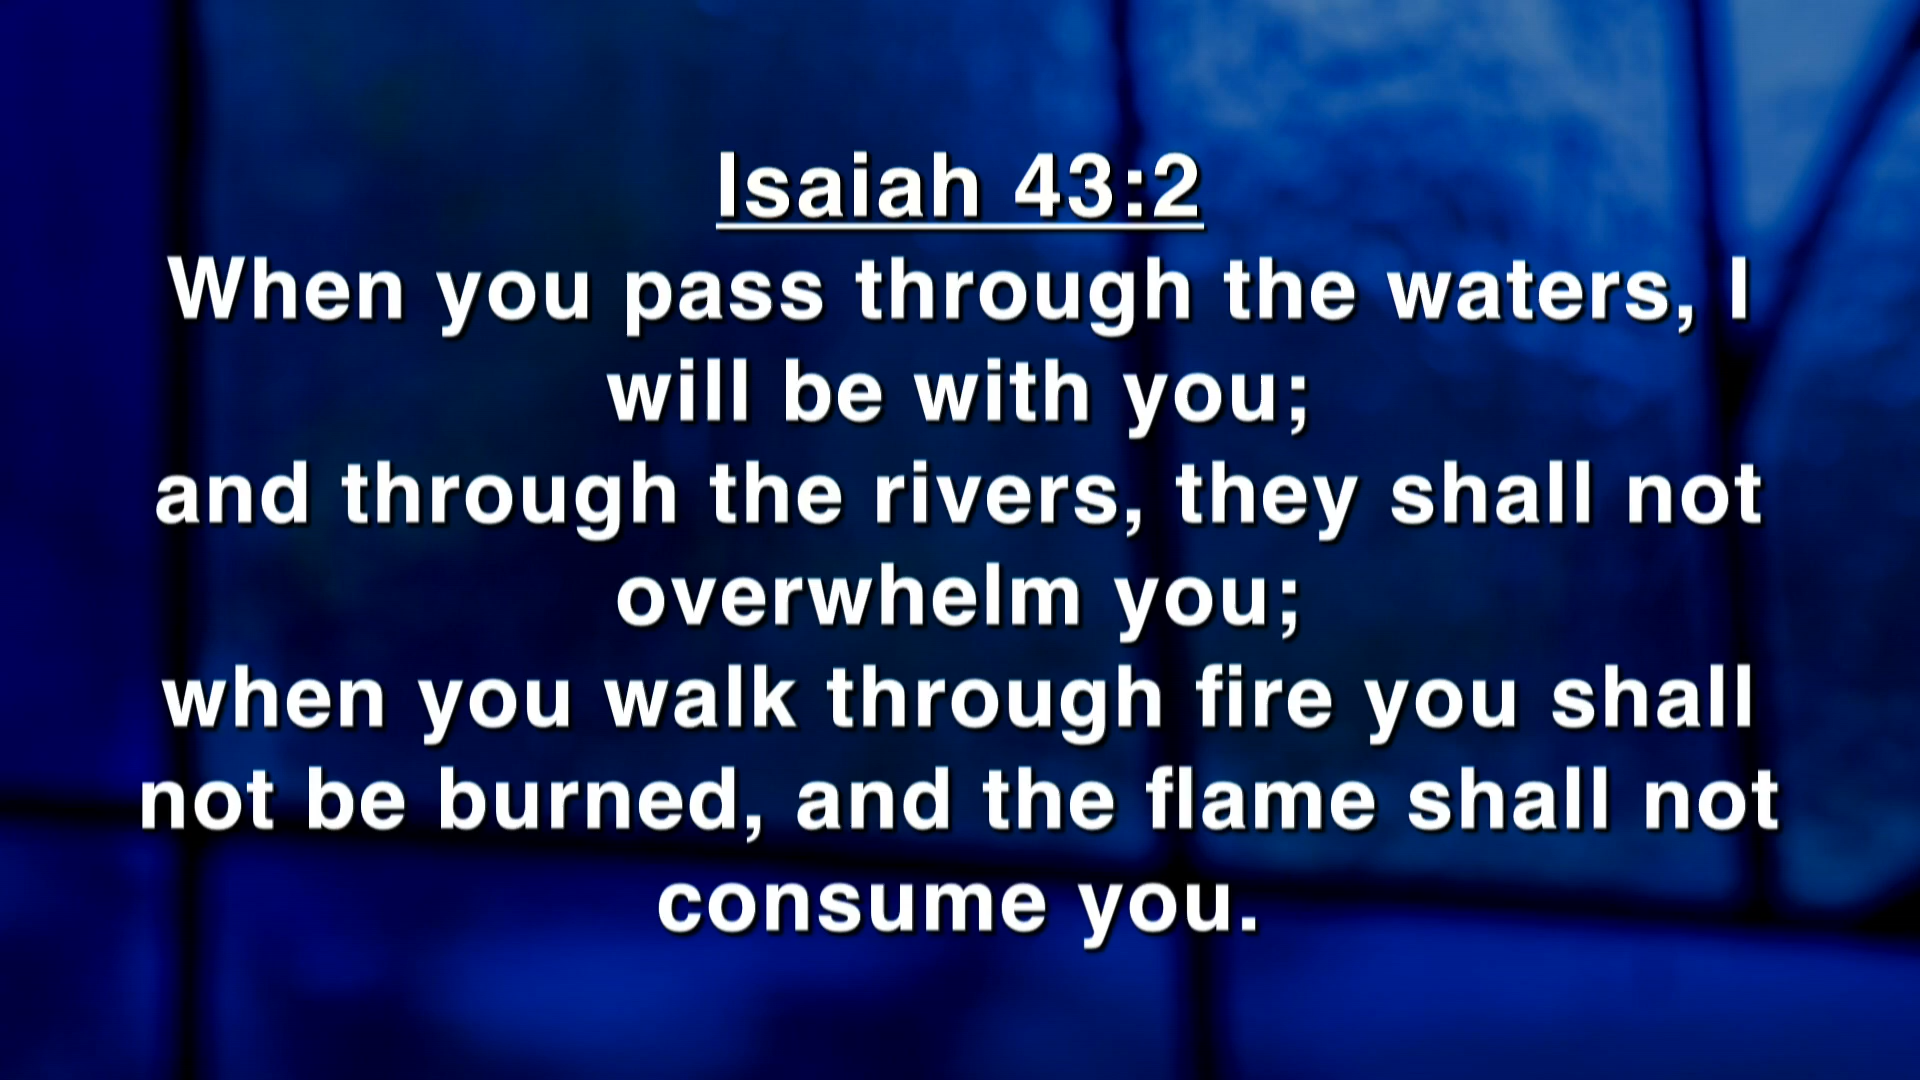 Isaiah 43:2
When you pass through the waters, I
will be with you;
and through the rivers, they shall not
overwhelm you;
when you walk through fire you shall
not be burned, and the flame shall not
consume you.